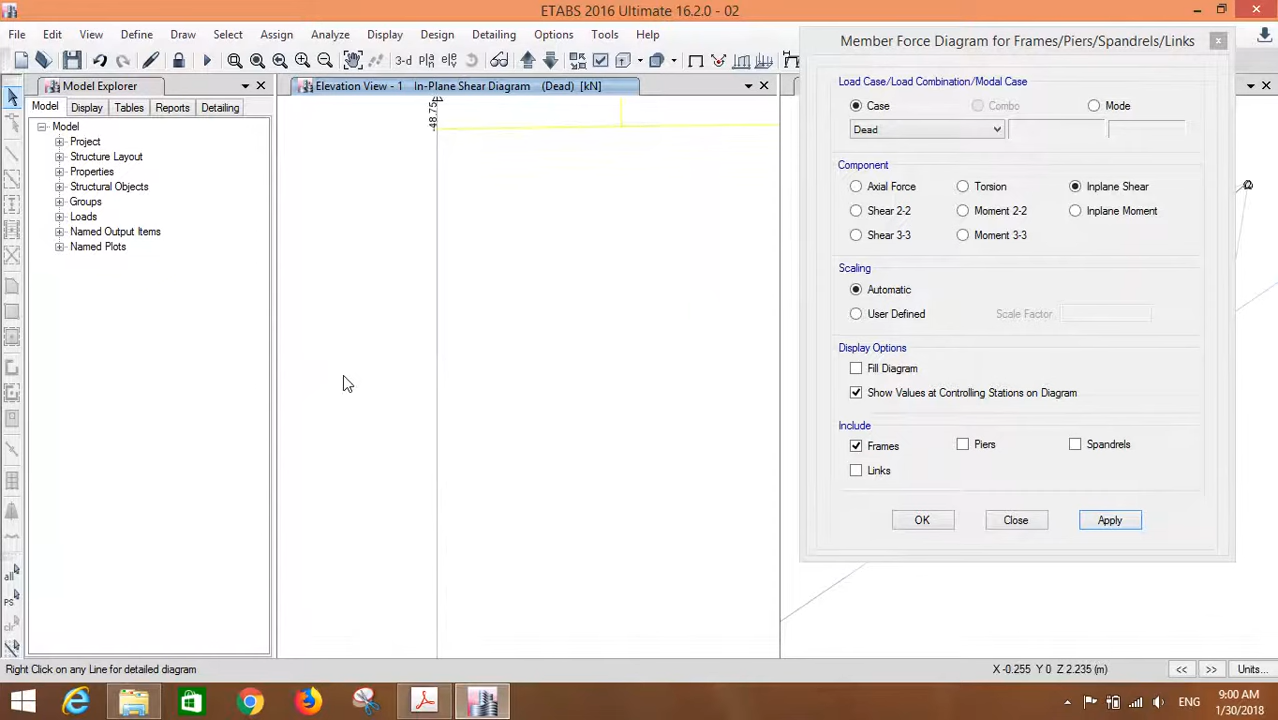 ETABS 2016 Ultimate 16.2.0 - 02
File Edit View Define Draw Select Assign Analyze Display Design Detailing Options Tools Help
3-d
Model Explorer
Model Display Tables Reports Detailing
Model
Project
Structure Layout
Properties
Structural Objects
Groups
Loads
Named Output Items
Named Plots
all
PS
clr
Elevation View - 1 In-Plane Shear Diagram (Dead) [kN]
-48.75
Member Force Diagram for Frames/Piers/Spandrels/Links
Load Case/Load Combination/Modal Case
Case Combo Mode
Dead
Component
Axial Force Torsion Inplane Shear
Shear 2-2 Moment 2-2 Inplane Moment
Shear 3-3 Moment 3-3
Scaling
Automatic
User Defined Scale Factor
Display Options
Fill Diagram
Show Values at Controlling Stations on Diagram
Include
Frames Piers Spandrels
Links
OK Close Apply
Right Click on any Line for detailed diagram
X -0.255 Y 0 Z 2.235 (m)
<< >> Units...
ENG
9:00 AM
1/30/2018